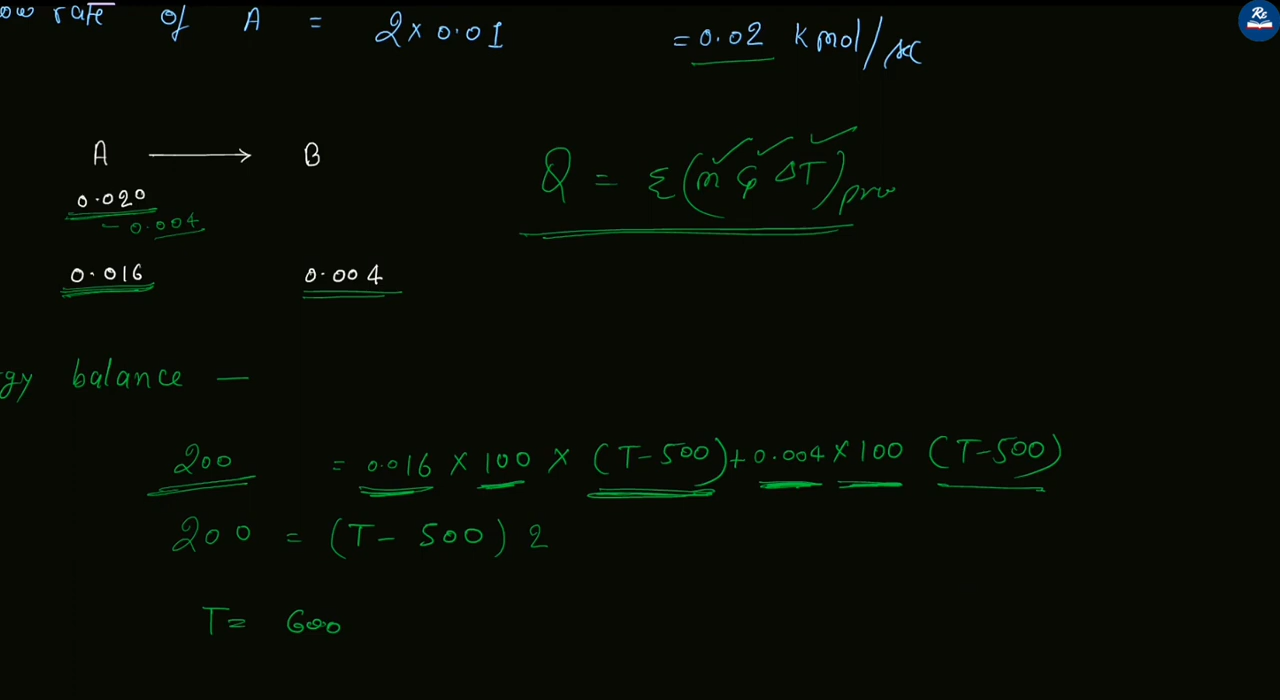 ow rate of A = 2 × 0.01 = 0.02 kmol/sec
A ⟶ B
Q = Σ(m Cp ΔT)pro
0.020
- 0.004
0.016 0.004
gy balance —
200 = 0.016 × 100 × (T-500) + 0.004 × 100 (T-500)
200 = (T - 500) 2
T = 600
Re